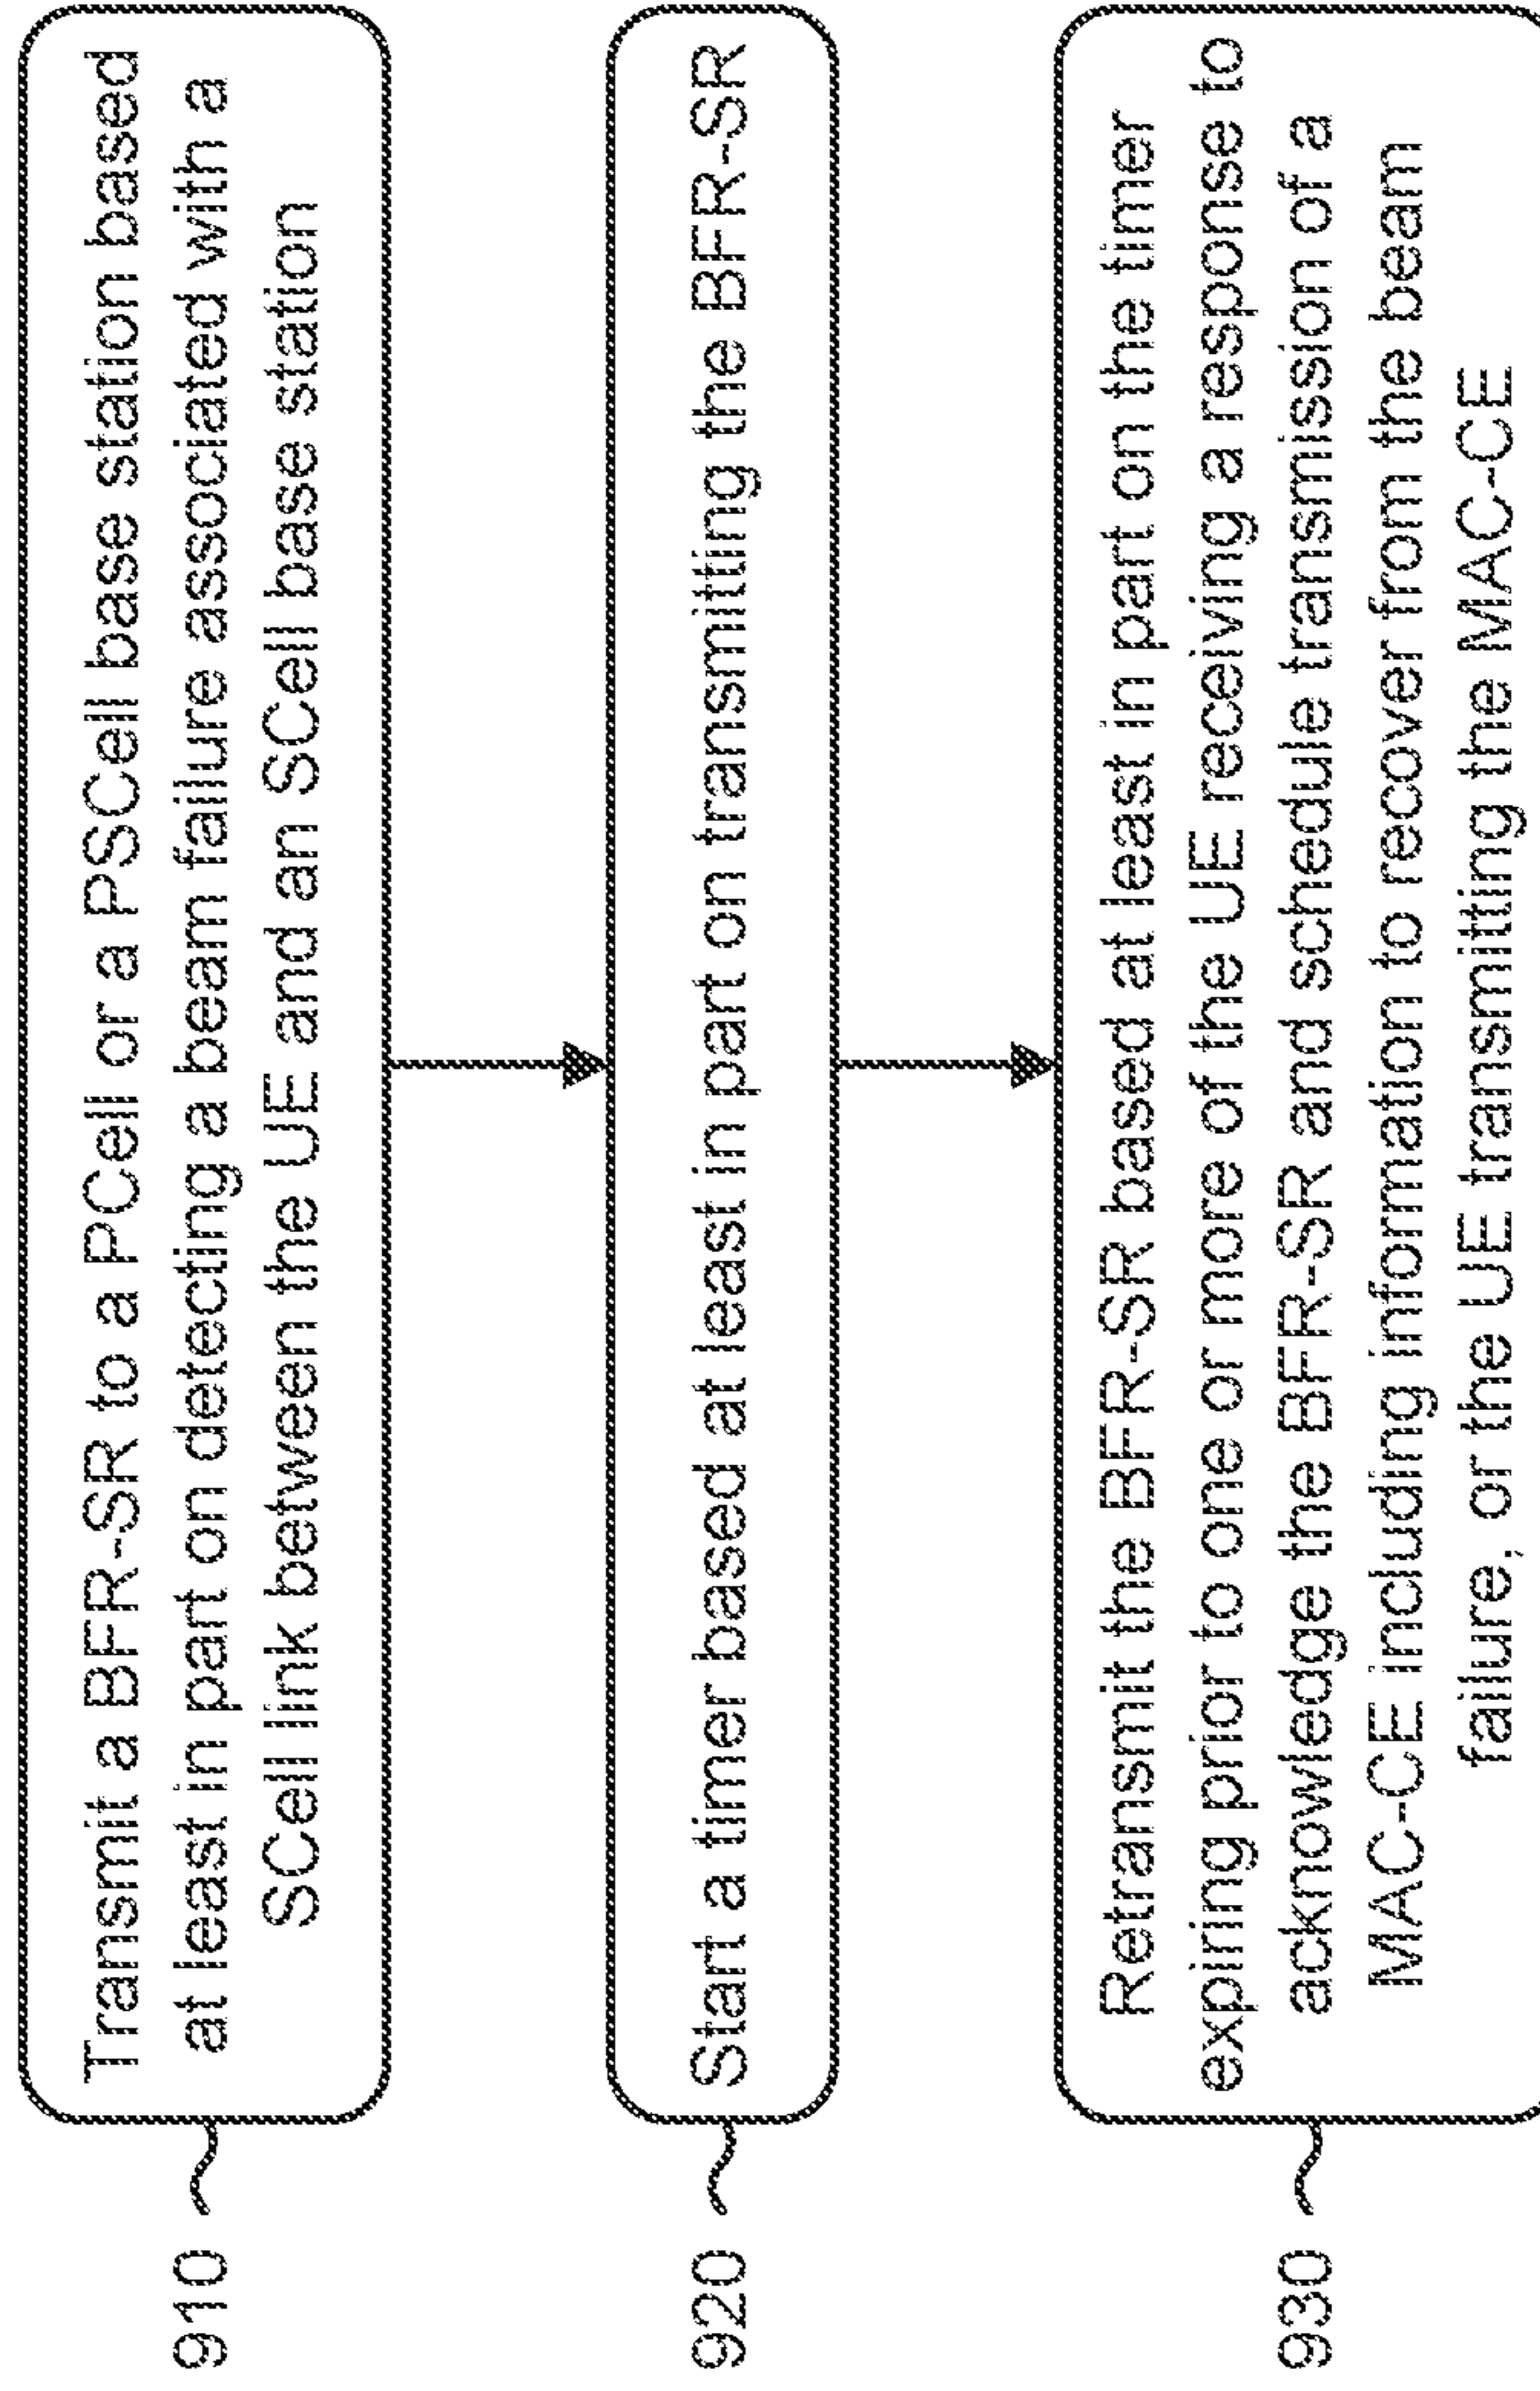 910
Transmit a BFR-SR to a PCell or a PSCell base station based
at least in part on detecting a beam failure associated with a
SCell link between the UE and an SCell base station
920
Start a timer based at least in part on transmitting the BFR-SR
930
Retransmit the BFR-SR based at least in part on the timer
expiring prior to one or more of the UE receiving a response to
acknowledge the BFR-SR and schedule transmission of a
MAC-CE including information to recover from the beam
failure, or the UE transmitting the MAC-CE